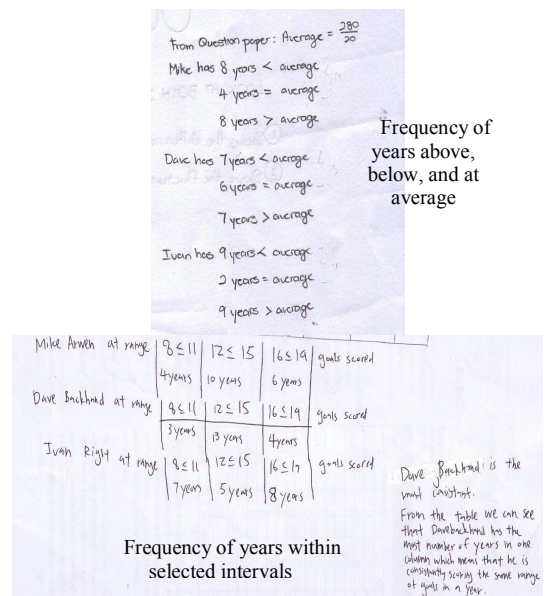 From Question paper: Average = 280/20
Mike has 8 years < average
4 years = average
8 years > average
Dave has 7 years < average
6 years = average
7 years > average
Ivan has 9 years < average
2 years = average
9 years > average
Frequency of
years above,
below, and at
average
Mike Arwen at range | 8 ≤ 11 | 12 ≤ 15 | 16 ≤ 19 | goals scored
4 years | 10 years | 6 years
Dave Backhand at range | 8 ≤ 11 | 12 ≤ 15 | 16 ≤ 19 | goals scored
3 years | 13 years | 4 years
Ivan Right at range | 8 ≤ 11 | 12 ≤ 15 | 16 ≤ 17 | goals scored
7 years | 5 years | 8 years
Dave Backhand is the
most consistant.
From the table we can see
that Davebackhand has the
most number of years in one
column which means that he is
consistently scoring the same range
of goals in a year.
Frequency of years within
selected intervals